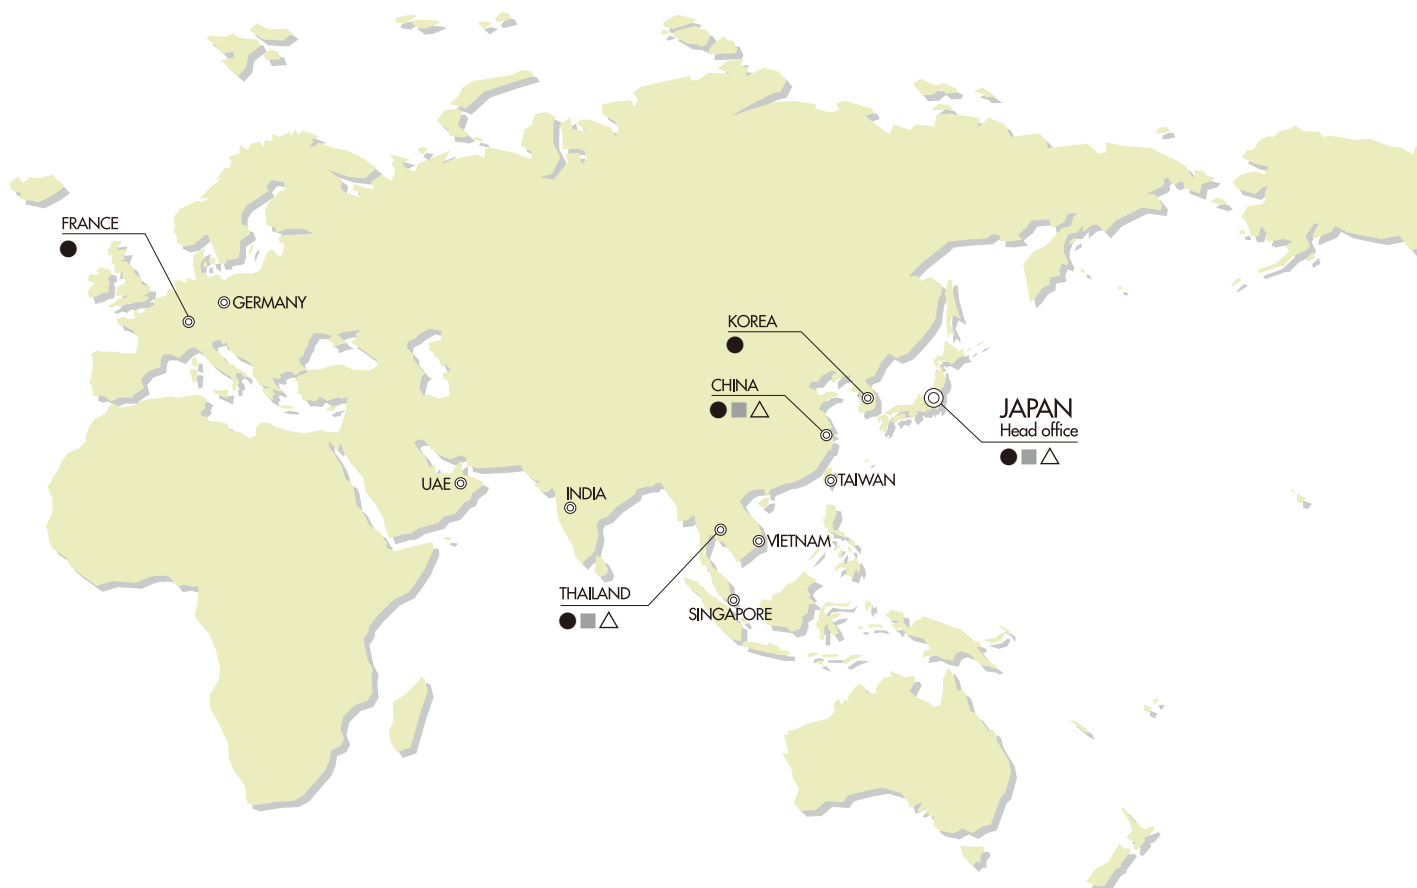 FRANCE
GERMANY
KOREA
CHINA
JAPAN
Head office
UAE
INDIA
TAIWAN
VIETNAM
THAILAND
SINGAPORE